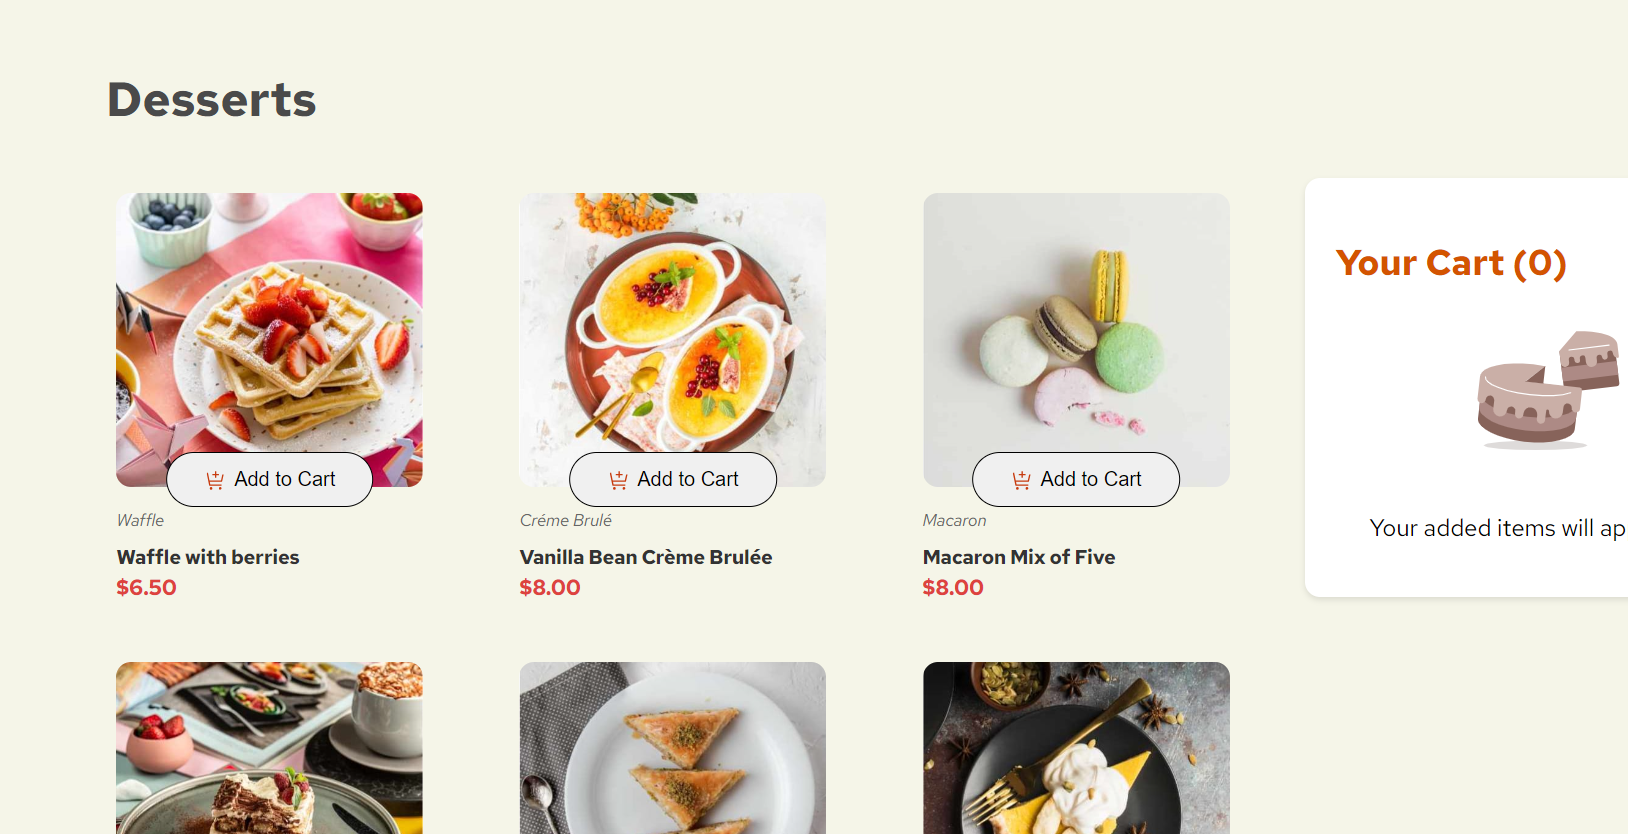 Desserts
Your Cart (0)
Add to Cart
Add to Cart
Add to Cart
Waffle
Créme Brulé
Macaron
Waffle with berries
Vanilla Bean Crème Brulée
Macaron Mix of Five
$6.50
$8.00
$8.00
Your added items will ap